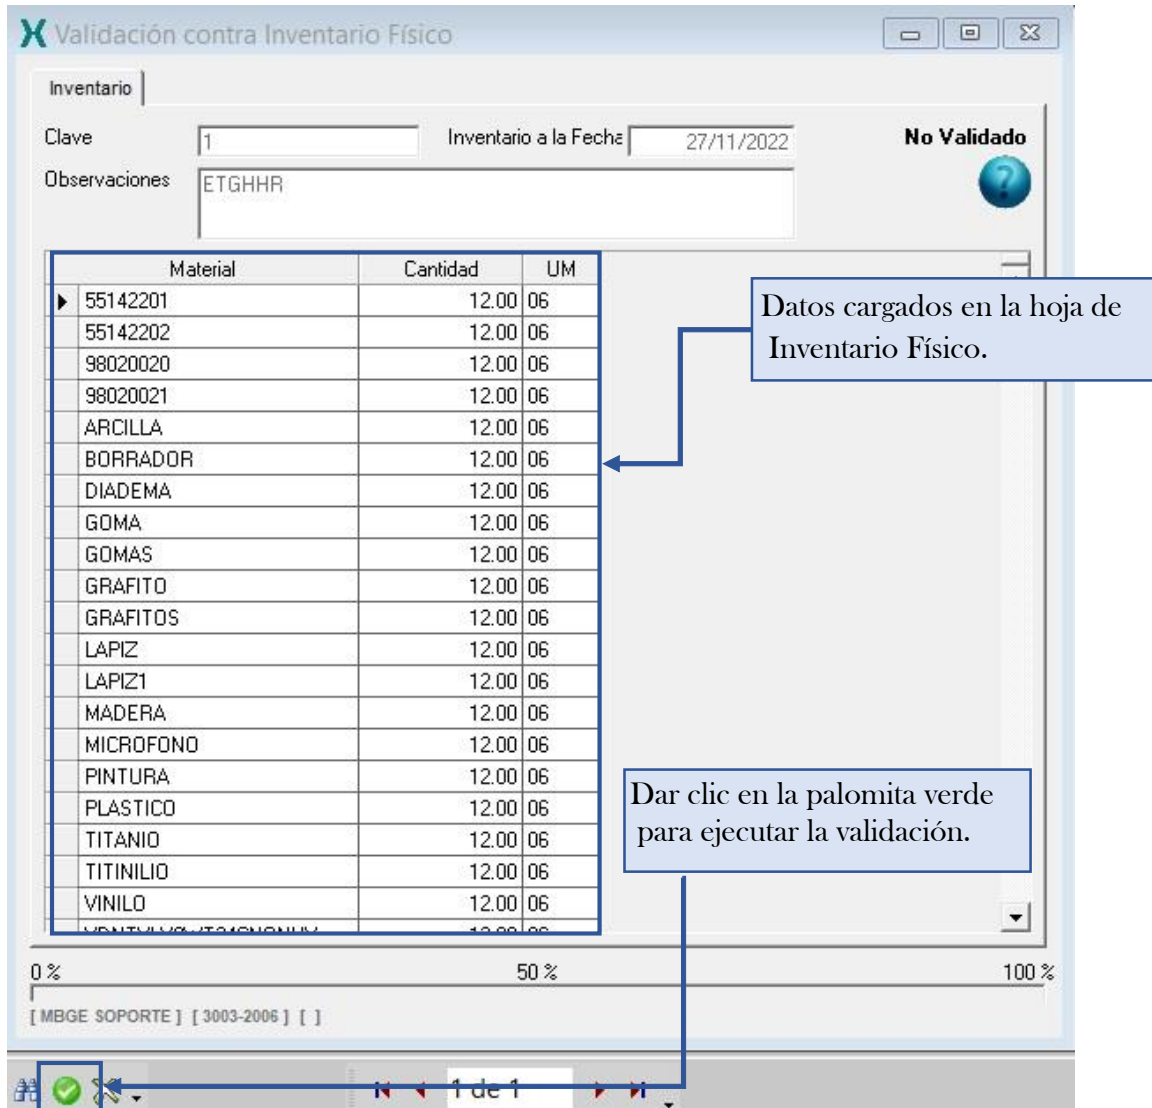 Validación contra Inventario Físico
Inventario
Clave 1 Inventario a la Fecha 27/11/2022 No Validado
Observaciones ETGHHR
Material Cantidad UM
55142201 12.00 06
55142202 12.00 06
98020020 12.00 06
98020021 12.00 06
ARCILLA 12.00 06
BORRADOR 12.00 06
DIADEMA 12.00 06
GOMA 12.00 06
GOMAS 12.00 06
GRAFITO 12.00 06
GRAFITOS 12.00 06
LAPIZ 12.00 06
LAPIZ1 12.00 06
MADERA 12.00 06
MICROFONO 12.00 06
PINTURA 12.00 06
PLASTICO 12.00 06
TITANIO 12.00 06
TITINILIO 12.00 06
VINILO 12.00 06
Datos cargados en la hoja de
Inventario Físico.
Dar clic en la palomita verde
para ejecutar la validación.
0 % 50 % 100 %
[ MBGE SOPORTE ] [ 3003-2006 ] [ ]
1 de 1